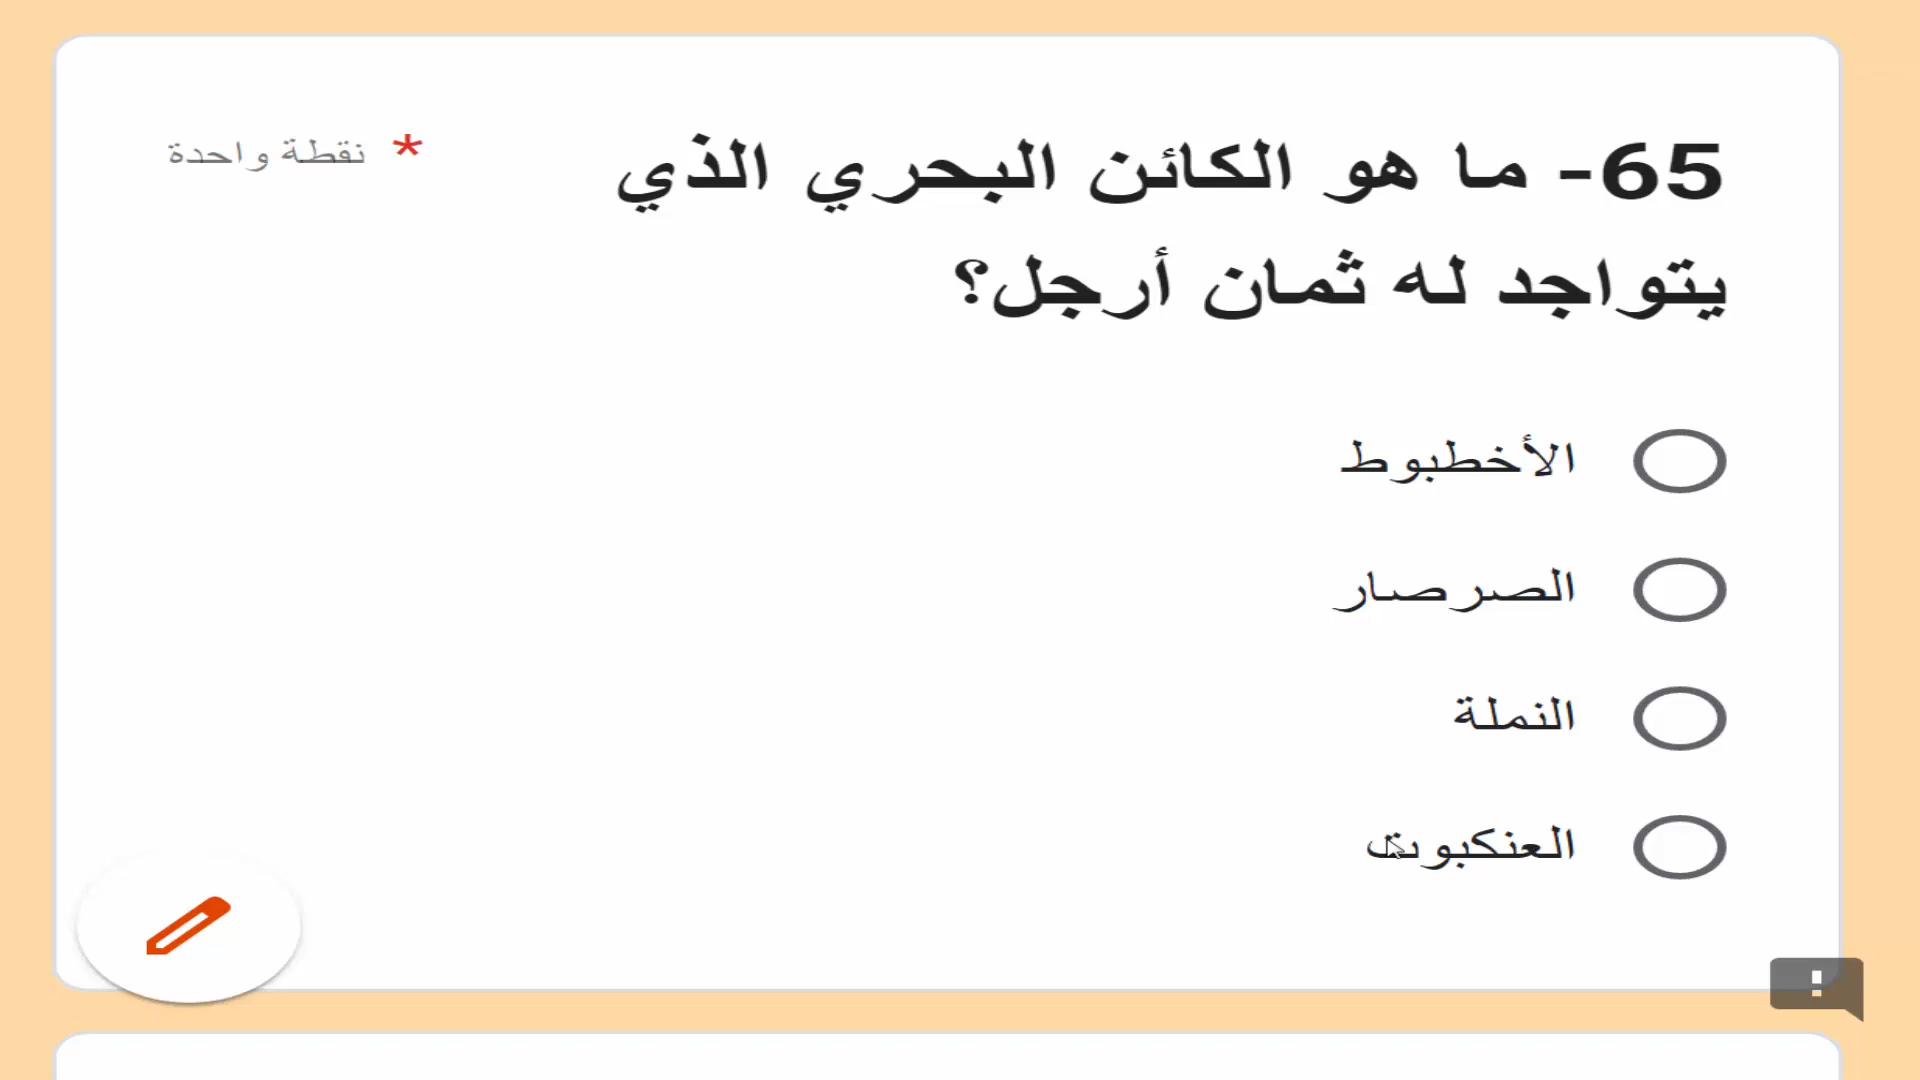 65- ما هو الكائن البحري الذي
يتواجد له ثمان أرجل؟
* نقطة واحدة
الأخطبوط
الصرصار
النملة
العنكبوت